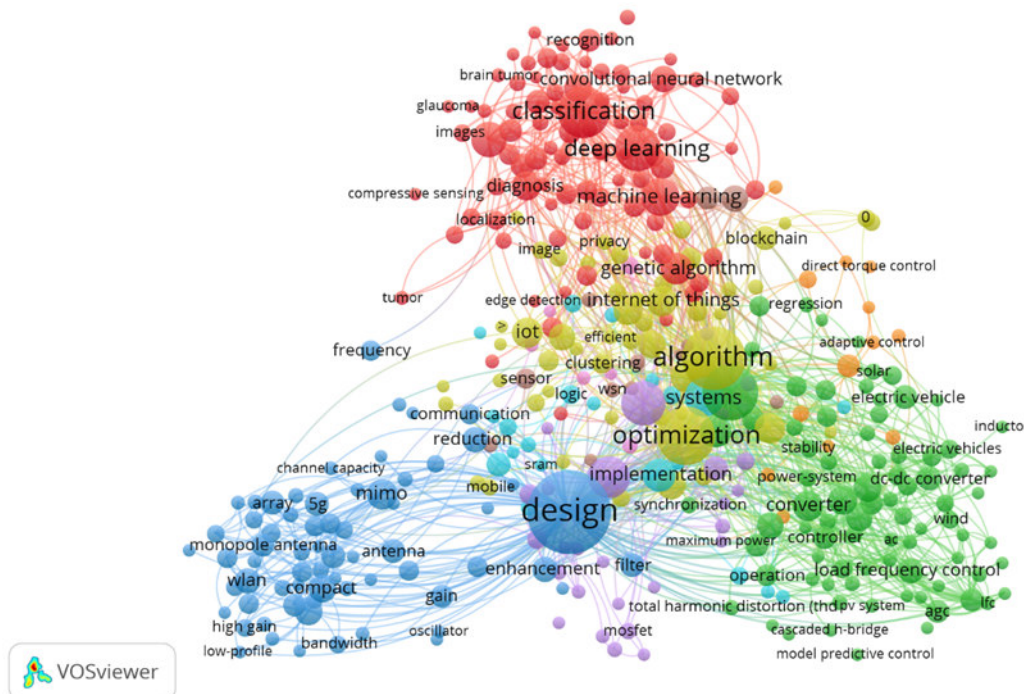 recognition
brain tumor
convolutional neural network
glaucoma
classification
images
deep learning
diagnosis
compressive sensing
machine learning
localization
0
privacy
blockchain
image
genetic algorithm
direct torque control
tumor
edge detection
internet of things
regression
>
iot
efficient
adaptive control
frequency
algorithm
clustering
solar
sensor
wsn
logic
systems
electric vehicle
communication
reduction
optimization
inducto
stability
electric vehicles
channel capacity
sram
implementation
power-system
dc-dc converter
mobile
mimo
array
5g
design
synchronization
converter
wind
monopole antenna
antenna
maximum power
controller
ac
enhancement
filter
wlan
compact
operation
load frequency control
gain
total harmonic distortion (thd
pv system
agc
lfc
high gain
oscillator
mosfet
cascaded h-bridge
bandwidth
low-profile
model predictive control
VOSviewer